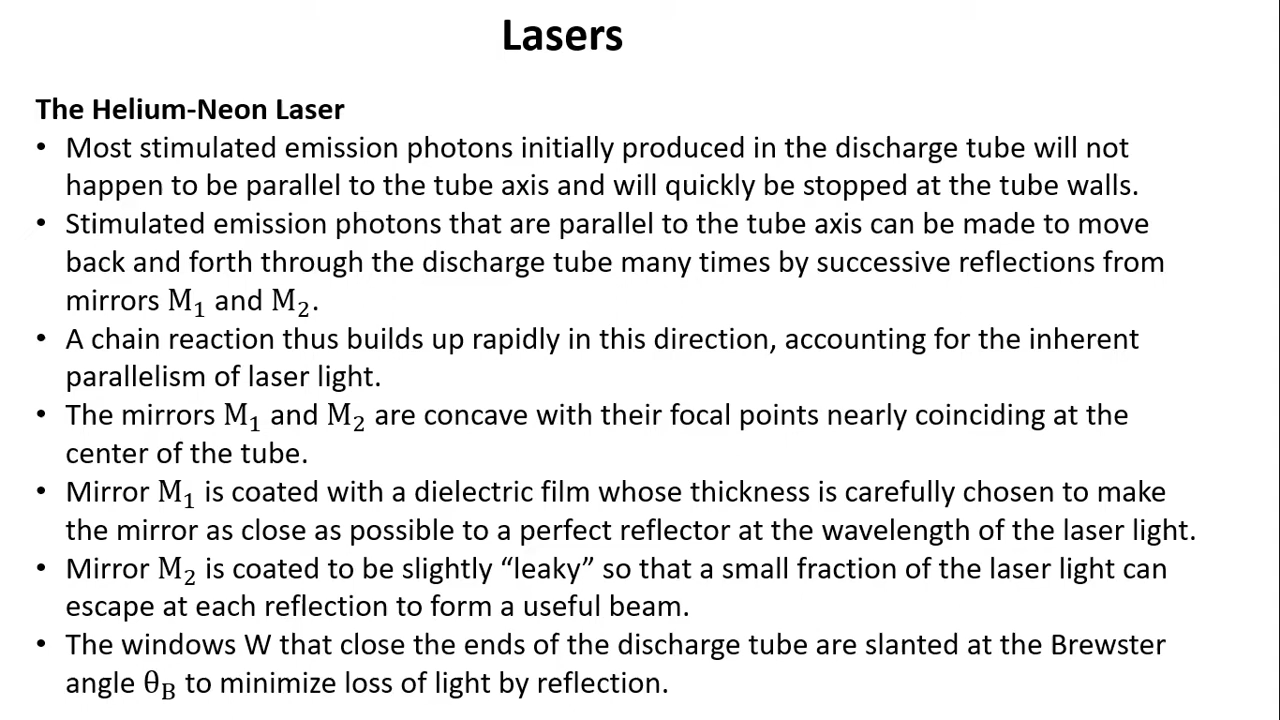 Lasers
The Helium-Neon Laser
• Most stimulated emission photons initially produced in the discharge tube will not
happen to be parallel to the tube axis and will quickly be stopped at the tube walls.
• Stimulated emission photons that are parallel to the tube axis can be made to move
back and forth through the discharge tube many times by successive reflections from
mirrors M₁ and M₂.
• A chain reaction thus builds up rapidly in this direction, accounting for the inherent
parallelism of laser light.
• The mirrors M₁ and M₂ are concave with their focal points nearly coinciding at the
center of the tube.
• Mirror M₁ is coated with a dielectric film whose thickness is carefully chosen to make
the mirror as close as possible to a perfect reflector at the wavelength of the laser light.
• Mirror M₂ is coated to be slightly “leaky” so that a small fraction of the laser light can
escape at each reflection to form a useful beam.
• The windows W that close the ends of the discharge tube are slanted at the Brewster
angle θ_B to minimize loss of light by reflection.